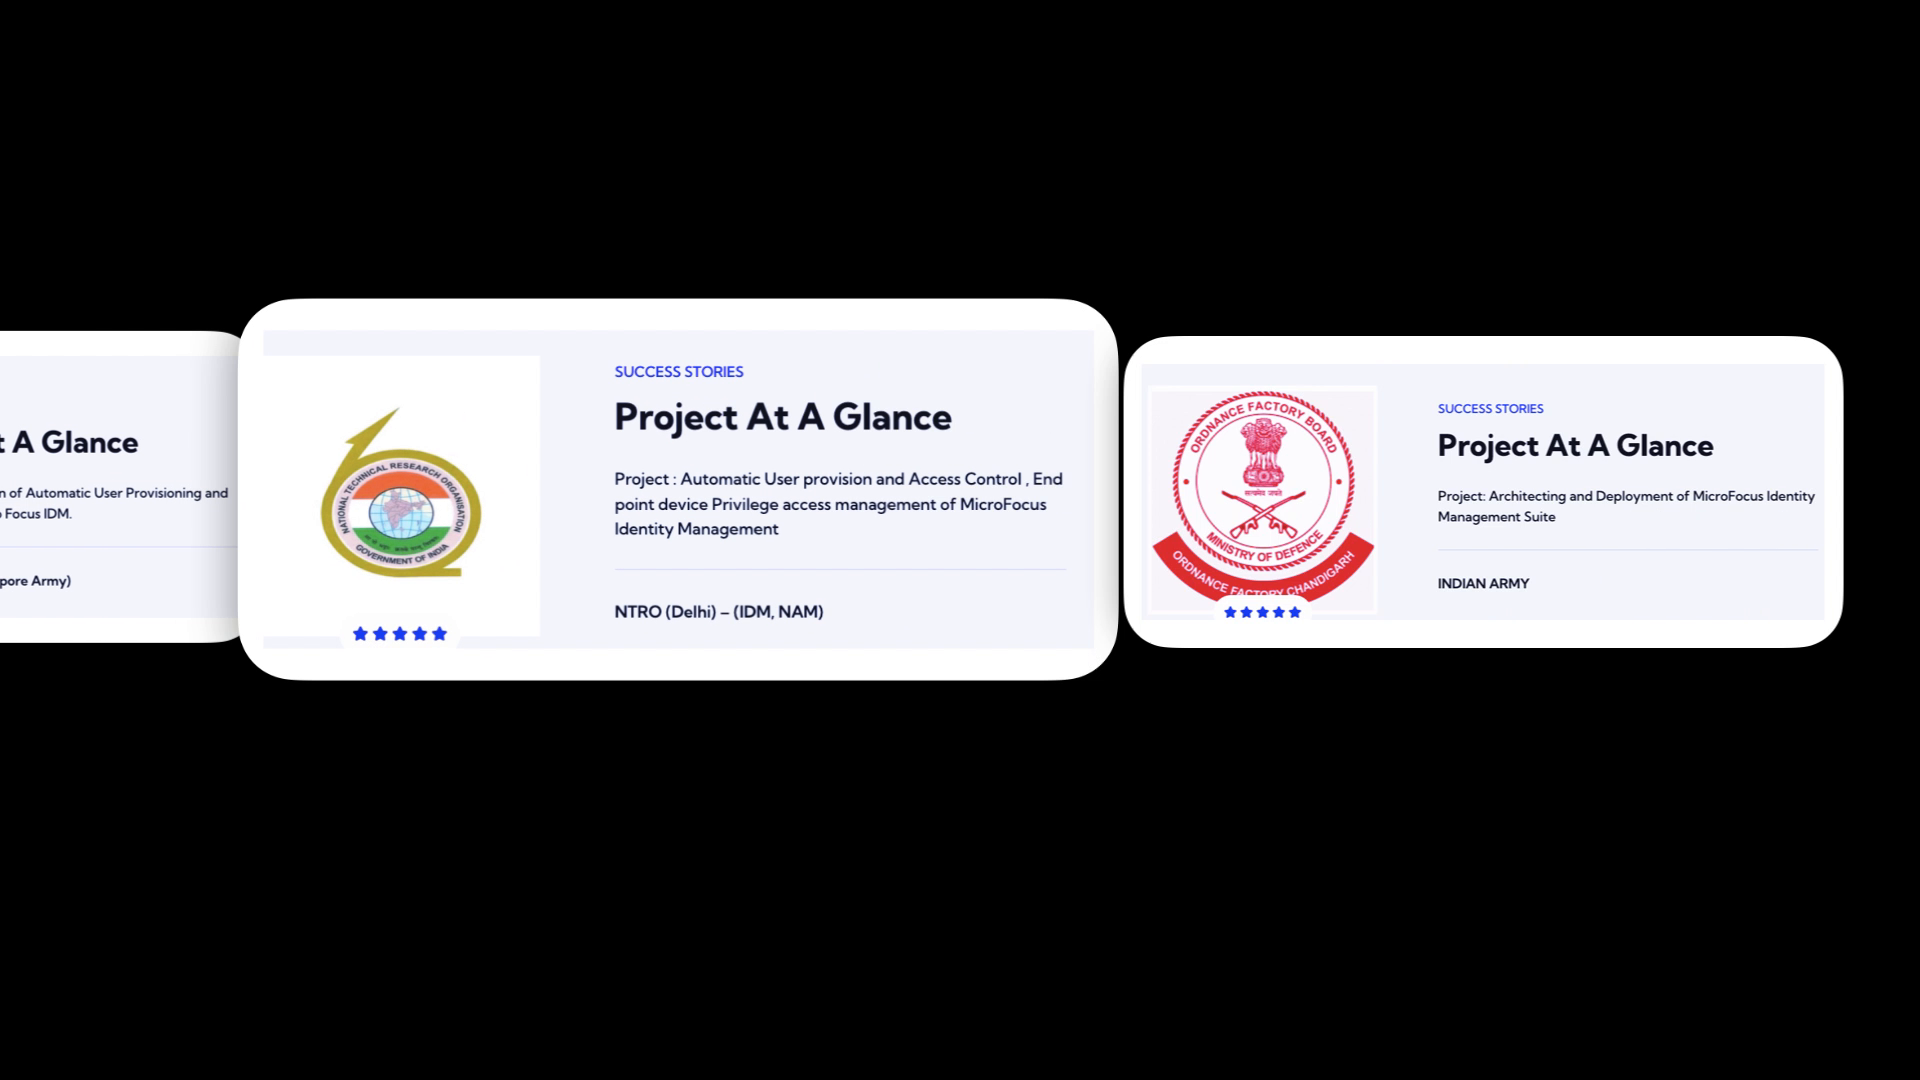 t A Glance
n of Automatic User Provisioning and
o Focus IDM.
pore Army)
NATIONAL TECHNICAL RESEARCH ORGANISATION
GOVERNMENT OF INDIA
SUCCESS STORIES
Project At A Glance
Project : Automatic User provision and Access Control , End
point device Privilege access management of MicroFocus
Identity Management
NTRO (Delhi) – (IDM, NAM)
ORDNANCE FACTORY BOARD
सत्यमेव जयते
MINISTRY OF DEFENCE
ORDNANCE FACTORY CHANDIGARH
SUCCESS STORIES
Project At A Glance
Project: Architecting and Deployment of MicroFocus Identity
Management Suite
INDIAN ARMY